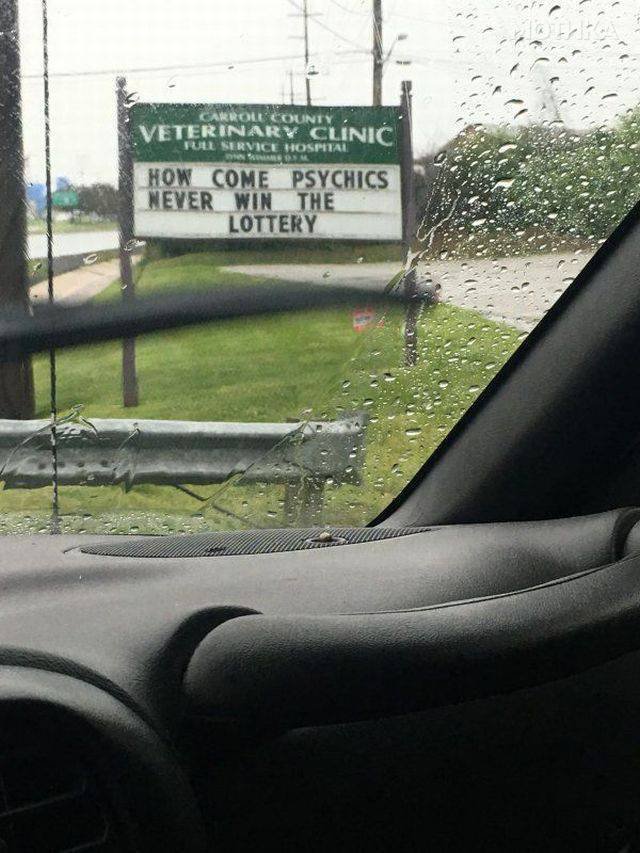 CARROLL COUNTY
VETERINARY CLINIC
FULL SERVICE HOSPITAL
HOW COME PSYCHICS
NEVER WIN THE
LOTTERY